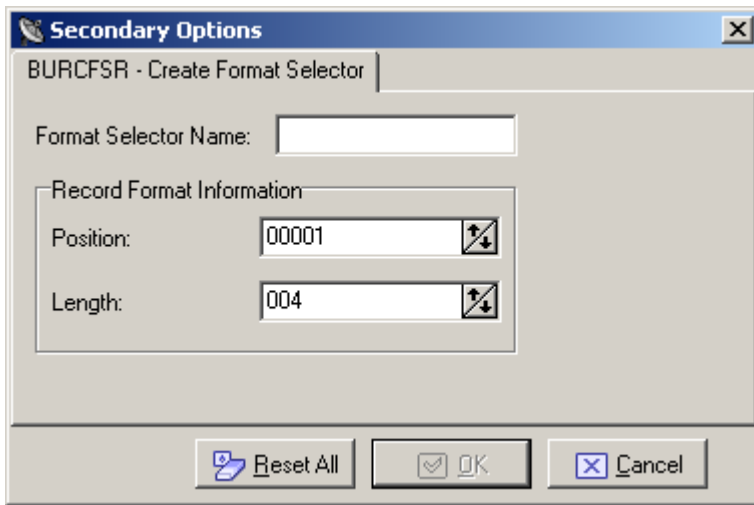 Secondary Options
BURCFSR - Create Format Selector
Format Selector Name:
Record Format Information
Position: 00001
Length: 004
Reset All OK Cancel